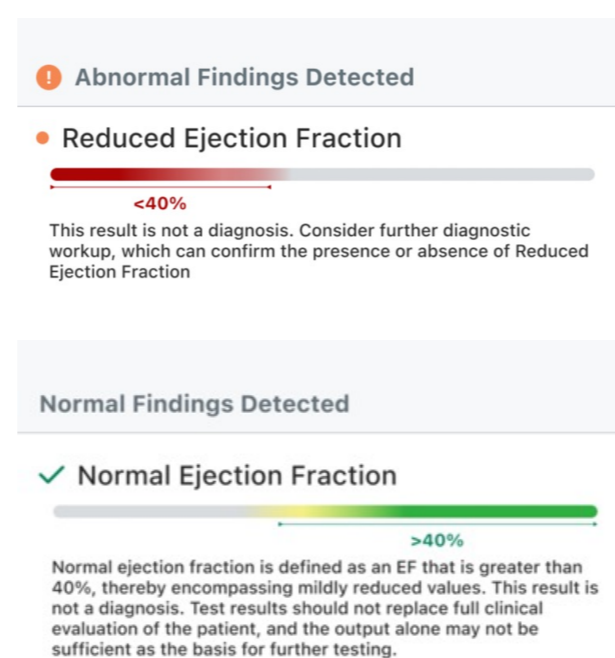 Abnormal Findings Detected
Reduced Ejection Fraction
<40%
This result is not a diagnosis. Consider further diagnostic
workup, which can confirm the presence or absence of Reduced
Ejection Fraction
Normal Findings Detected
Normal Ejection Fraction
>40%
Normal ejection fraction is defined as an EF that is greater than
40%, thereby encompassing mildly reduced values. This result is
not a diagnosis. Test results should not replace full clinical
evaluation of the patient, and the output alone may not be
sufficient as the basis for further testing.